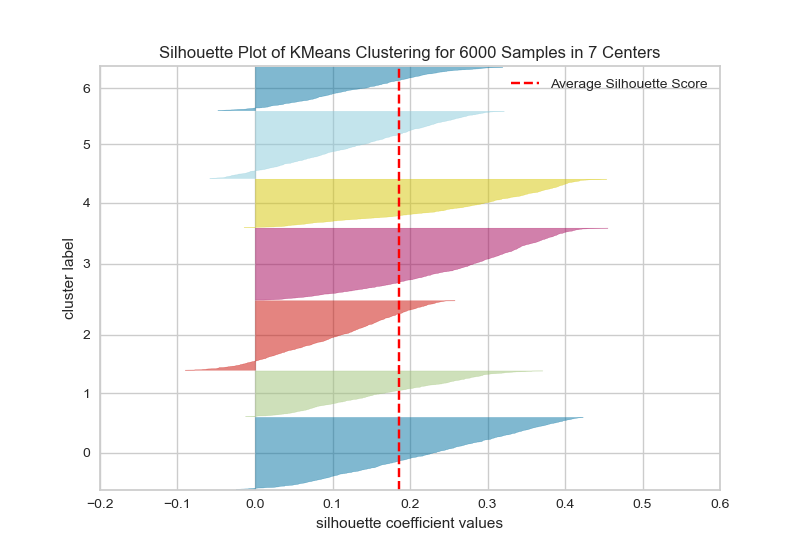 Silhouette Plot of KMeans Clustering for 6000 Samples in 7 Centers
Average Silhouette Score
6
5
4
3
2
1
0
cluster label
−0.2 −0.1 0.0 0.1 0.2 0.3 0.4 0.5 0.6
silhouette coefficient values